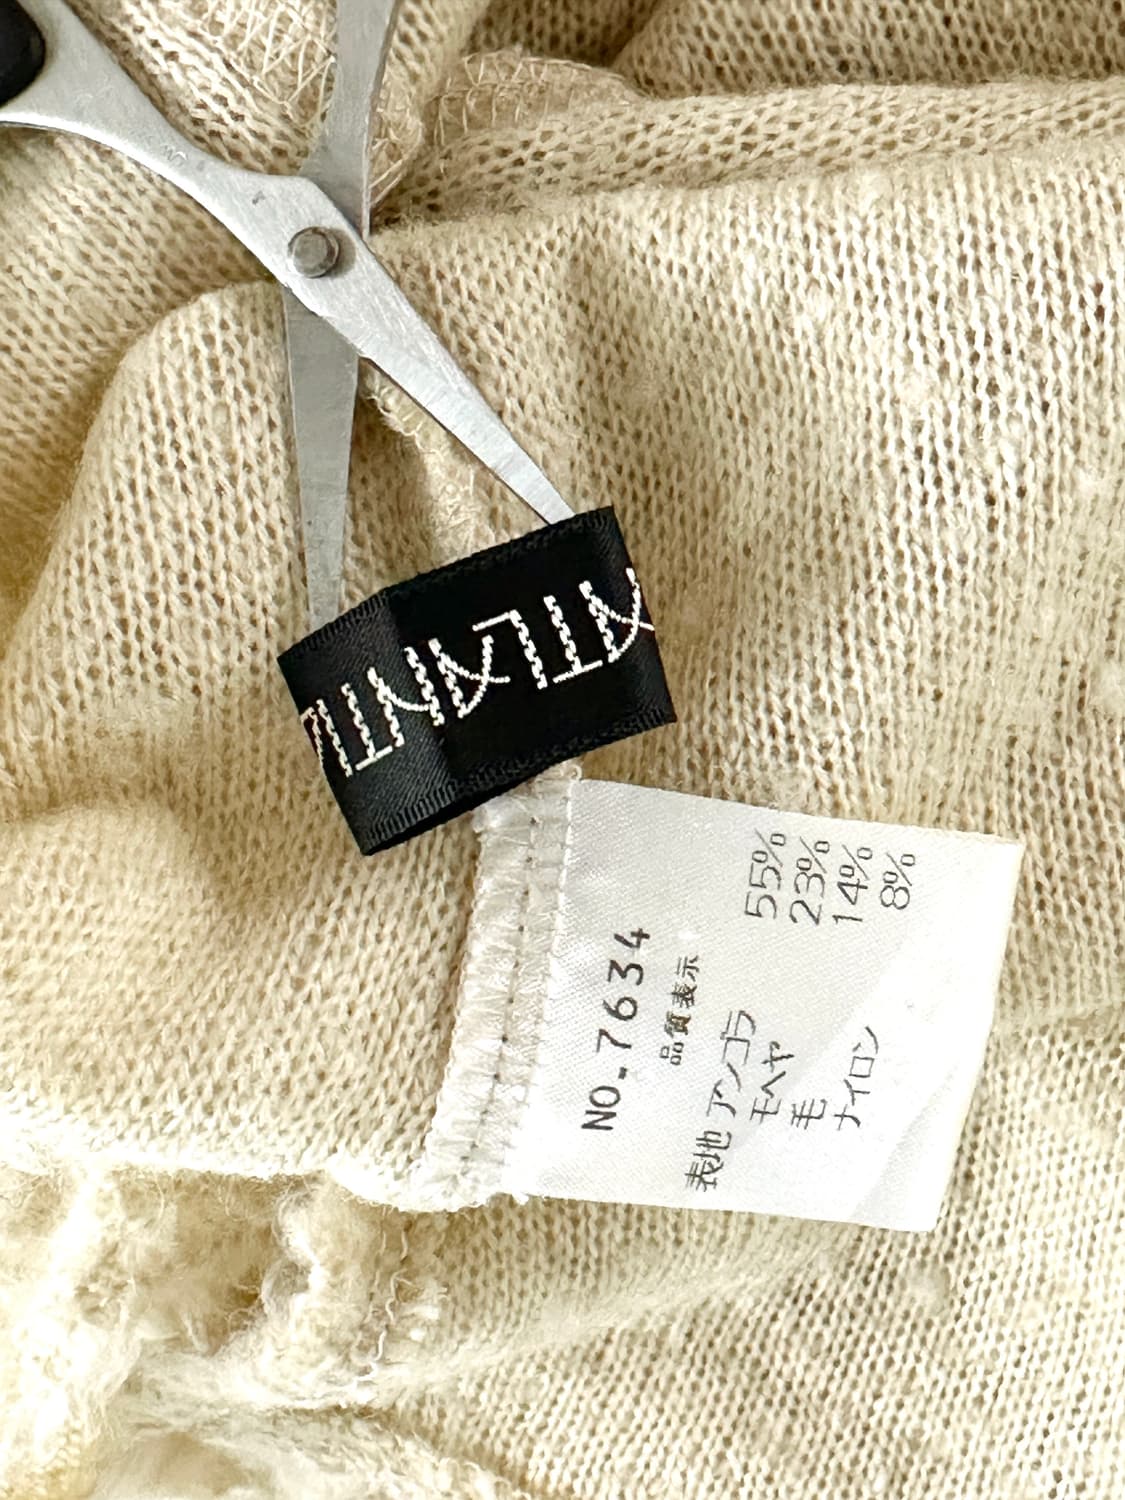 NO.7634
品質表示
表地 アンゴラ 55%
モヘヤ 23%
毛 14%
ナイロン 8%